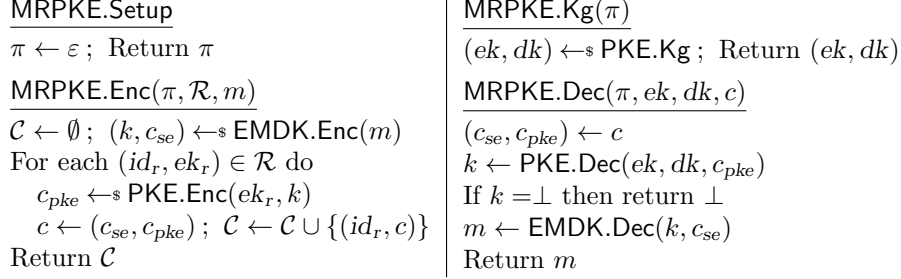 MRPKE.Setup
π ← ε ; Return π
MRPKE.Enc(π, R, m)
C ← ∅ ; (k, c_se) ←$ EMDK.Enc(m)
For each (id_r, ek_r) ∈ R do
c_pke ←$ PKE.Enc(ek_r, k)
c ← (c_se, c_pke) ; C ← C ∪ {(id_r, c)}
Return C
MRPKE.Kg(π)
(ek, dk) ←$ PKE.Kg ; Return (ek, dk)
MRPKE.Dec(π, ek, dk, c)
(c_se, c_pke) ← c
k ← PKE.Dec(ek, dk, c_pke)
If k =⊥ then return ⊥
m ← EMDK.Dec(k, c_se)
Return m